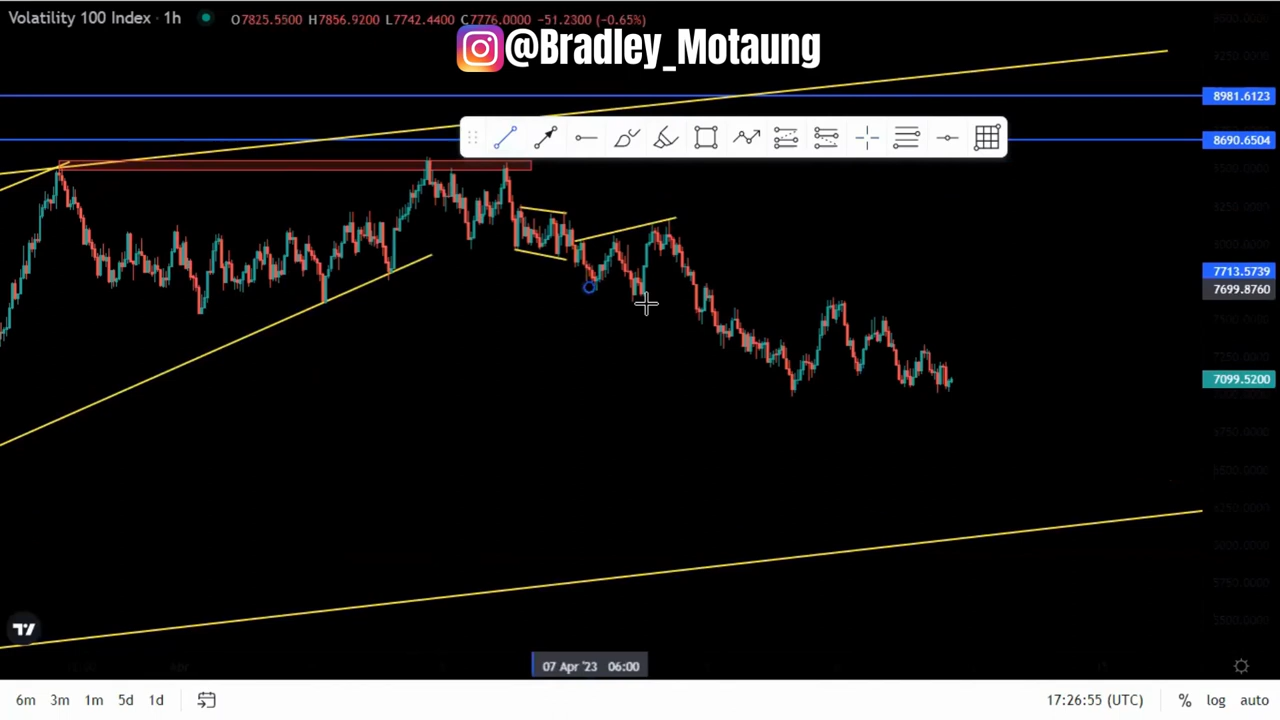 Volatility 100 Index · 1h
O7825.5500 H7856.9200 L7742.4400 C7776.0000 −51.2300 (−0.65%)
@Bradley_Motaung
8981.6123
8690.6504
7713.5739
7699.8760
7099.5200
07 Apr '23 06:00
6m 3m 1m 5d 1d
17:26:55 (UTC) % log auto